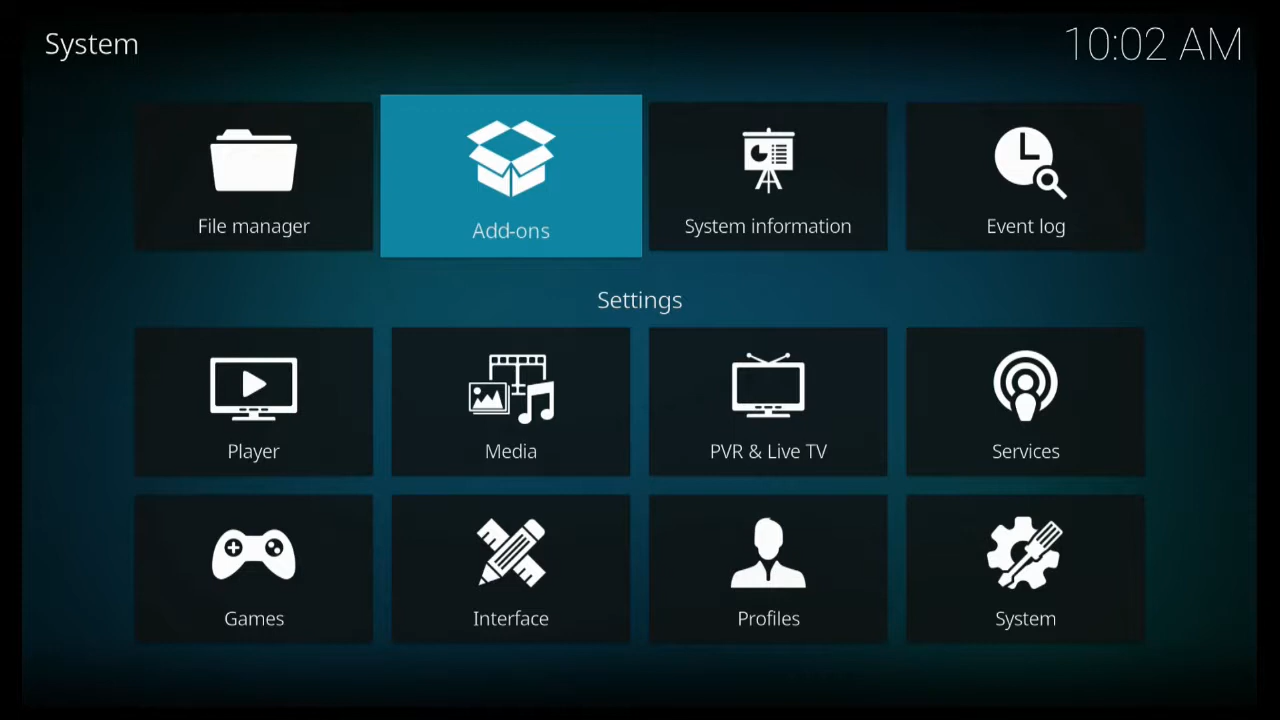 System
10:02 AM
File manager
Add-ons
System information
Event log
Settings
Player
Media
PVR & Live TV
Services
Games
Interface
Profiles
System